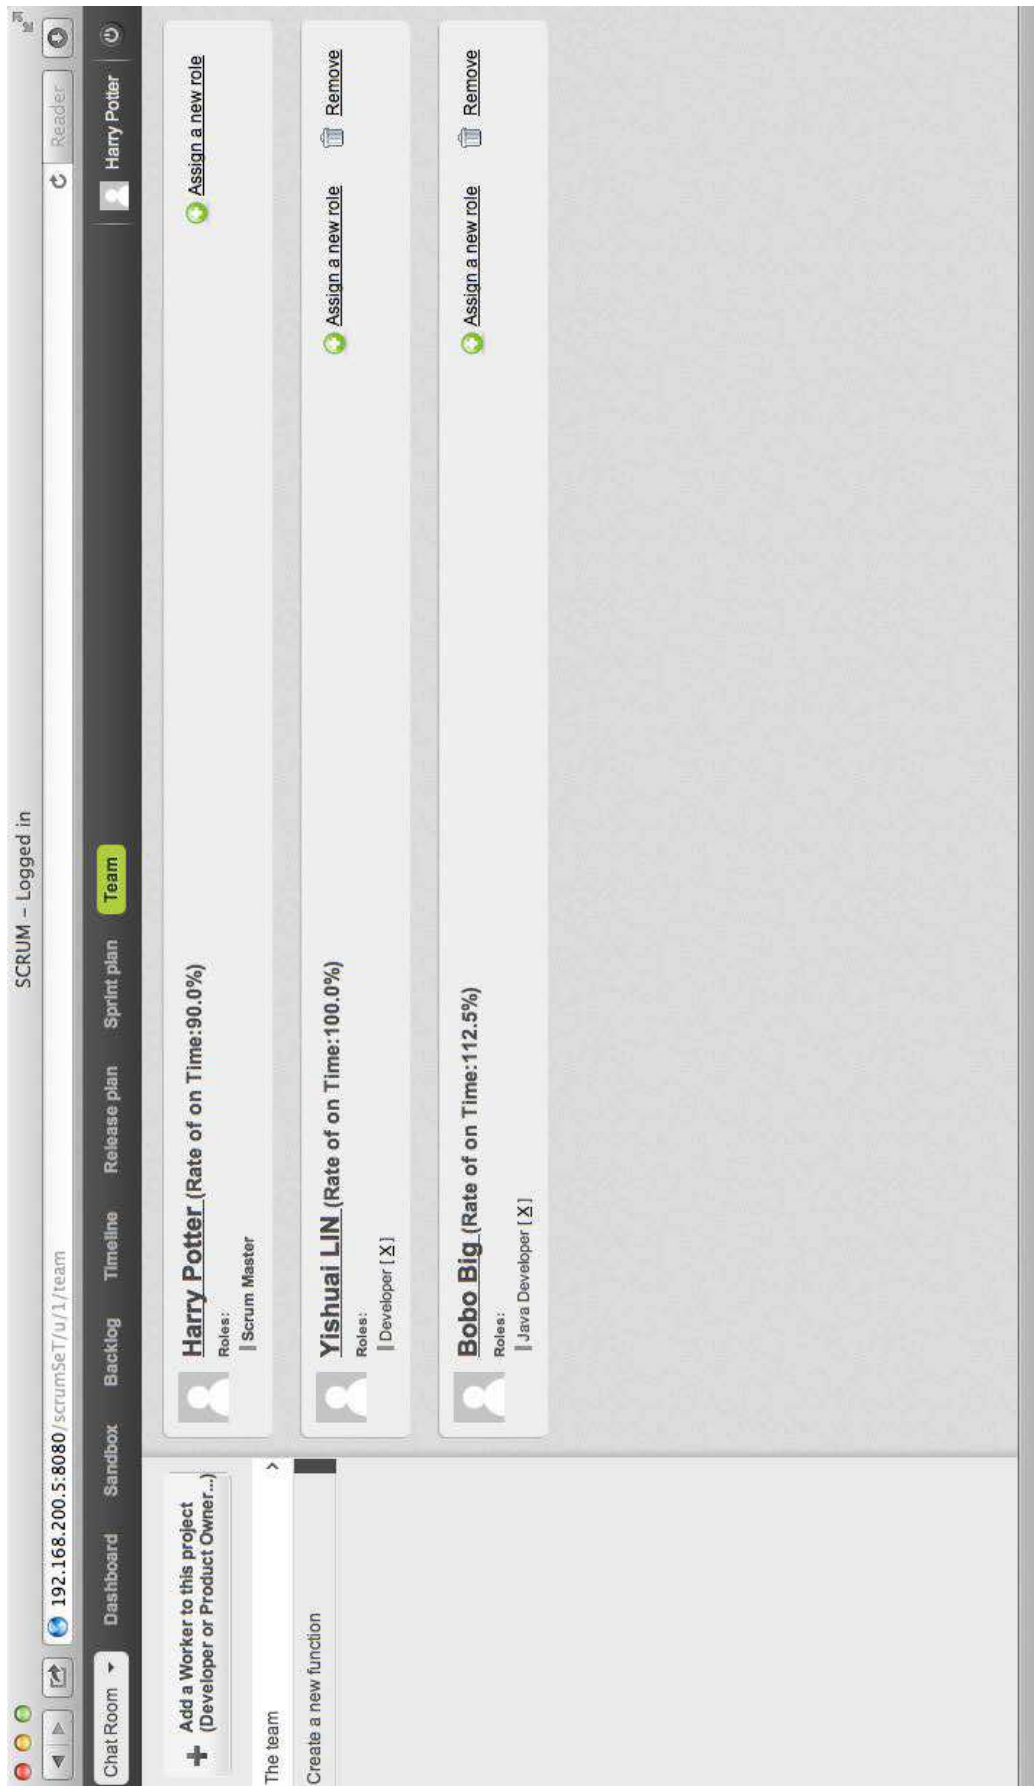 SCRUM – Logged in
192.168.200.5:8080/scrumSeT/u/1/team
Reader
Chat Room
Dashboard
Sandbox
Backlog
Timeline
Release plan
Sprint plan
Team
Harry Potter
Add a Worker to this project
(Developer or Product Owner...)
The team
Create a new function
Harry Potter (Rate of on Time:90.0%)
Roles:
Scrum Master
Assign a new role
Yishuai LIN (Rate of on Time:100.0%)
Roles:
Developer [X]
Assign a new role
Remove
Bobo Big (Rate of on Time:112.5%)
Roles:
Java Developer [X]
Assign a new role
Remove